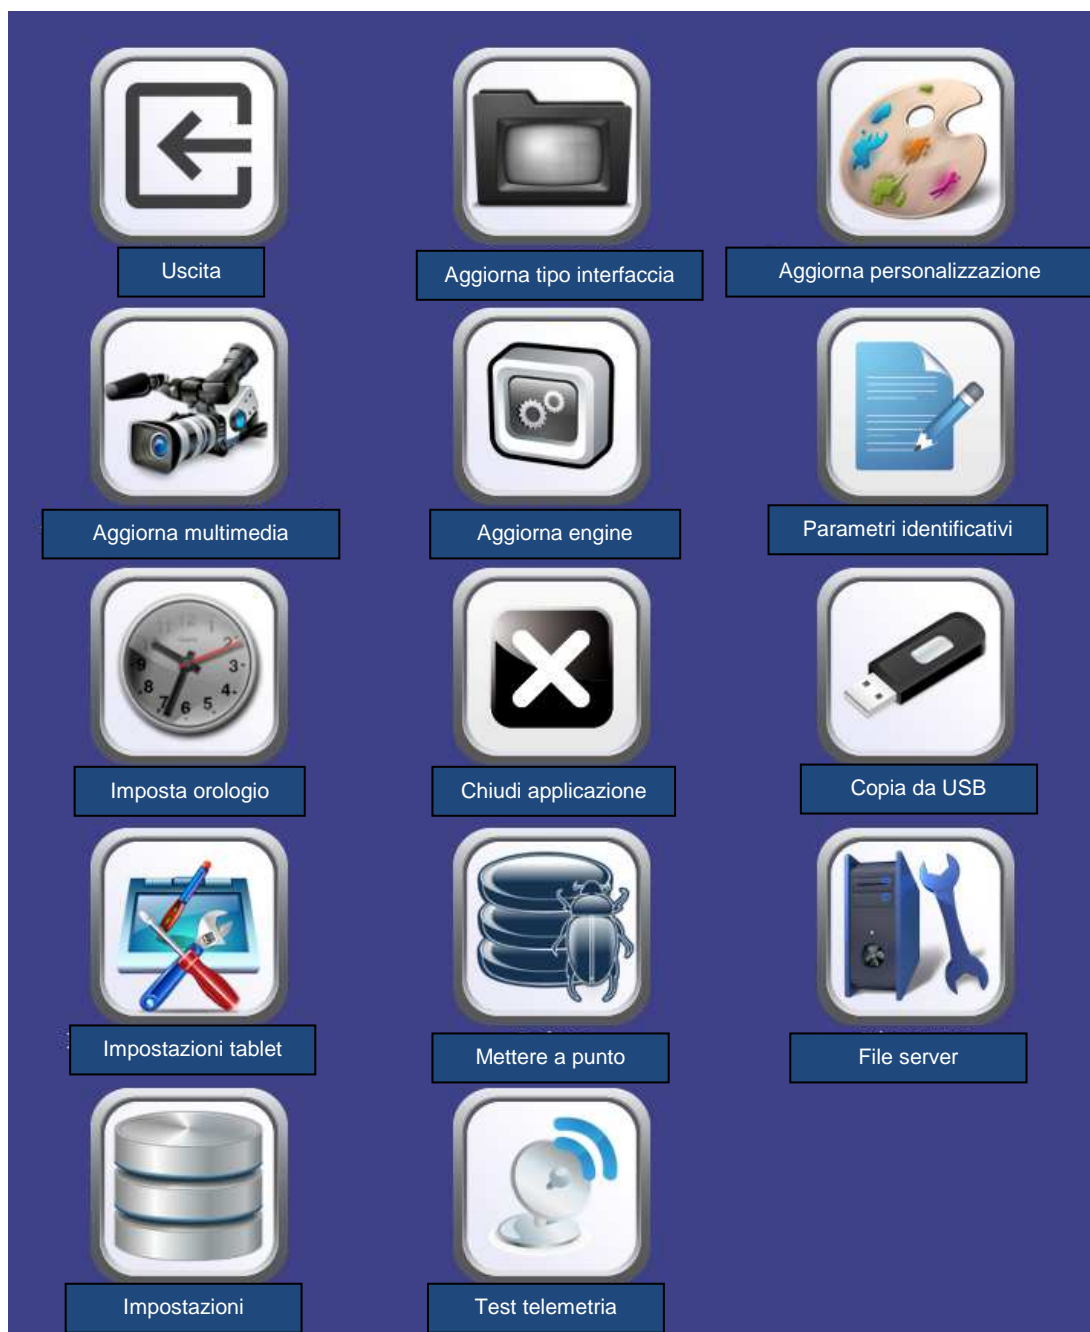 Uscita
Aggiorna tipo interfaccia
Aggiorna personalizzazione
Aggiorna multimedia
Aggiorna engine
Parametri identificativi
Imposta orologio
Chiudi applicazione
Copia da USB
Impostazioni tablet
Mettere a punto
File server
Impostazioni
Test telemetria